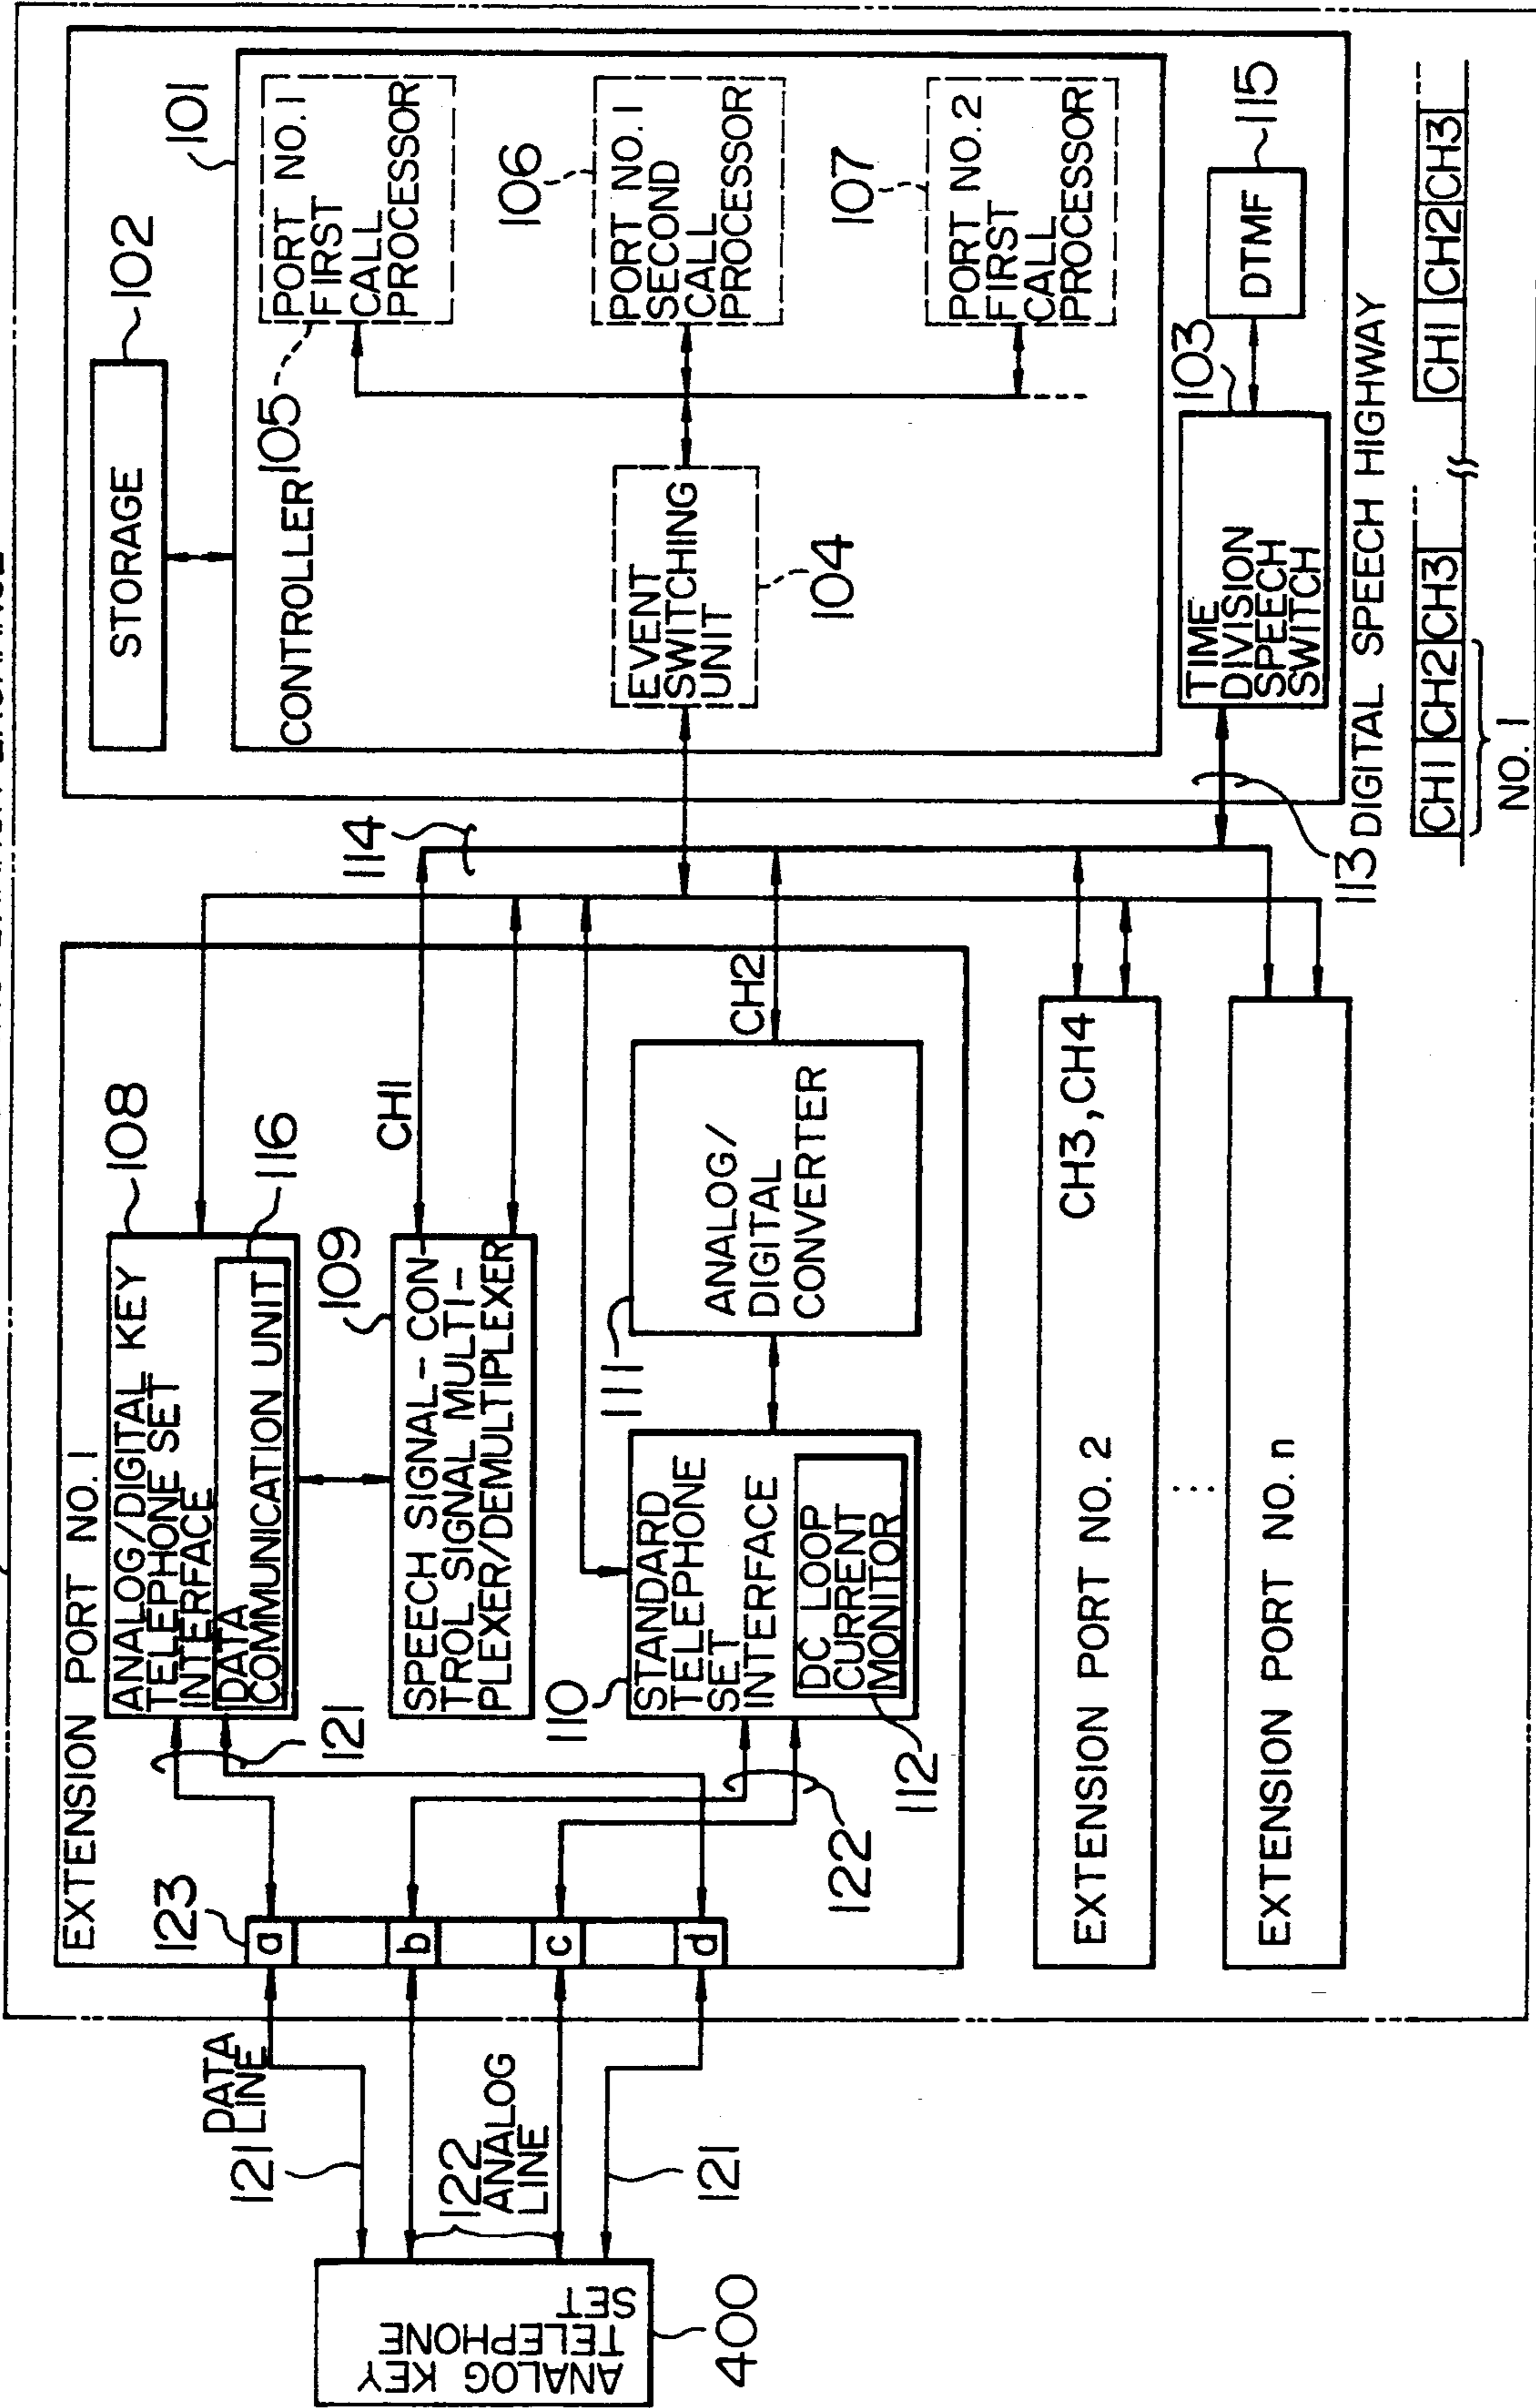 STORAGE
102
101
CONTROLLER
105
PORT NO. 1
FIRST
CALL
PROCESSOR
106
PORT NO. 1
SECOND
CALL
PROCESSOR
107
PORT NO. 2
FIRST
CALL
PROCESSOR
EVENT
SWITCHING
UNIT
104
103
TIME
DIVISION
SPEECH
SWITCH
DTMF
115
113 DIGITAL SPEECH HIGHWAY
CH1 CH2 CH3
CH1 CH2 CH3
NO. 1
114
EXTENSION PORT NO. 1
ANALOG/DIGITAL KEY
TELEPHONE SET
INTERFACE
108
DATA
COMMUNICATION UNIT
116
121
109
SPEECH SIGNAL-CON-
TROL SIGNAL MULTI-
PLEXER/DEMULTIPLEXER
CH1
110
STANDARD
TELEPHONE
SET
INTERFACE
DC LOOP
CURRENT
MONITOR
112
111
ANALOG/
DIGITAL
CONVERTER
CH2
122
123
a
b
c
d
EXTENSION PORT NO. 2
CH3, CH4
EXTENSION PORT NO. n
DATA
LINE
121
122
ANALOG
LINE
121
ANALOG KEY
TELEPHONE
SET
400